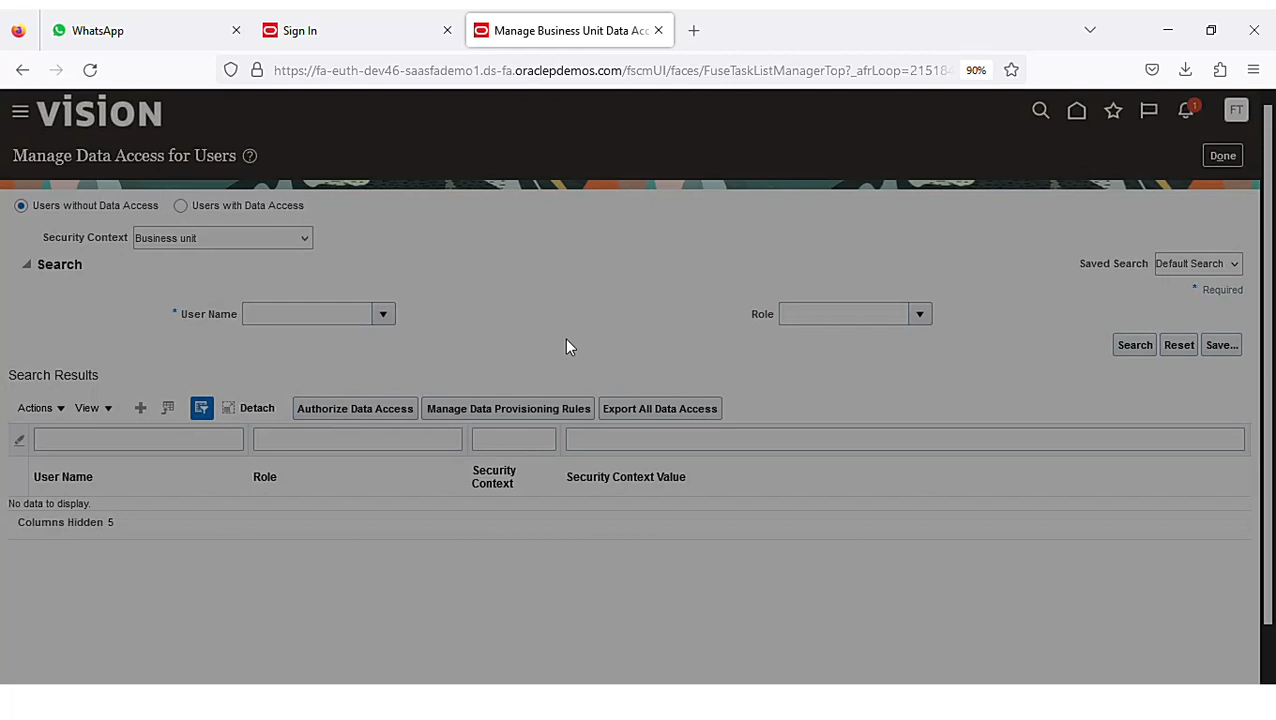 WhatsApp
Sign In
Manage Business Unit Data Acc
https://fa-euth-dev46-saasfademo1.ds-fa.oraclepdemos.com/fscmUI/faces/FuseTaskListManagerTop?_afrLoop=215184
90%
VISION
1
FT
Manage Data Access for Users
Done
Users without Data Access
Users with Data Access
Security Context
Business unit
Search
Saved Search
Default Search
* Required
* User Name
Role
Search
Reset
Save...
Search Results
Actions
View
Detach
Authorize Data Access
Manage Data Provisioning Rules
Export All Data Access
User Name
Role
Security Context
Security Context Value
No data to display.
Columns Hidden 5